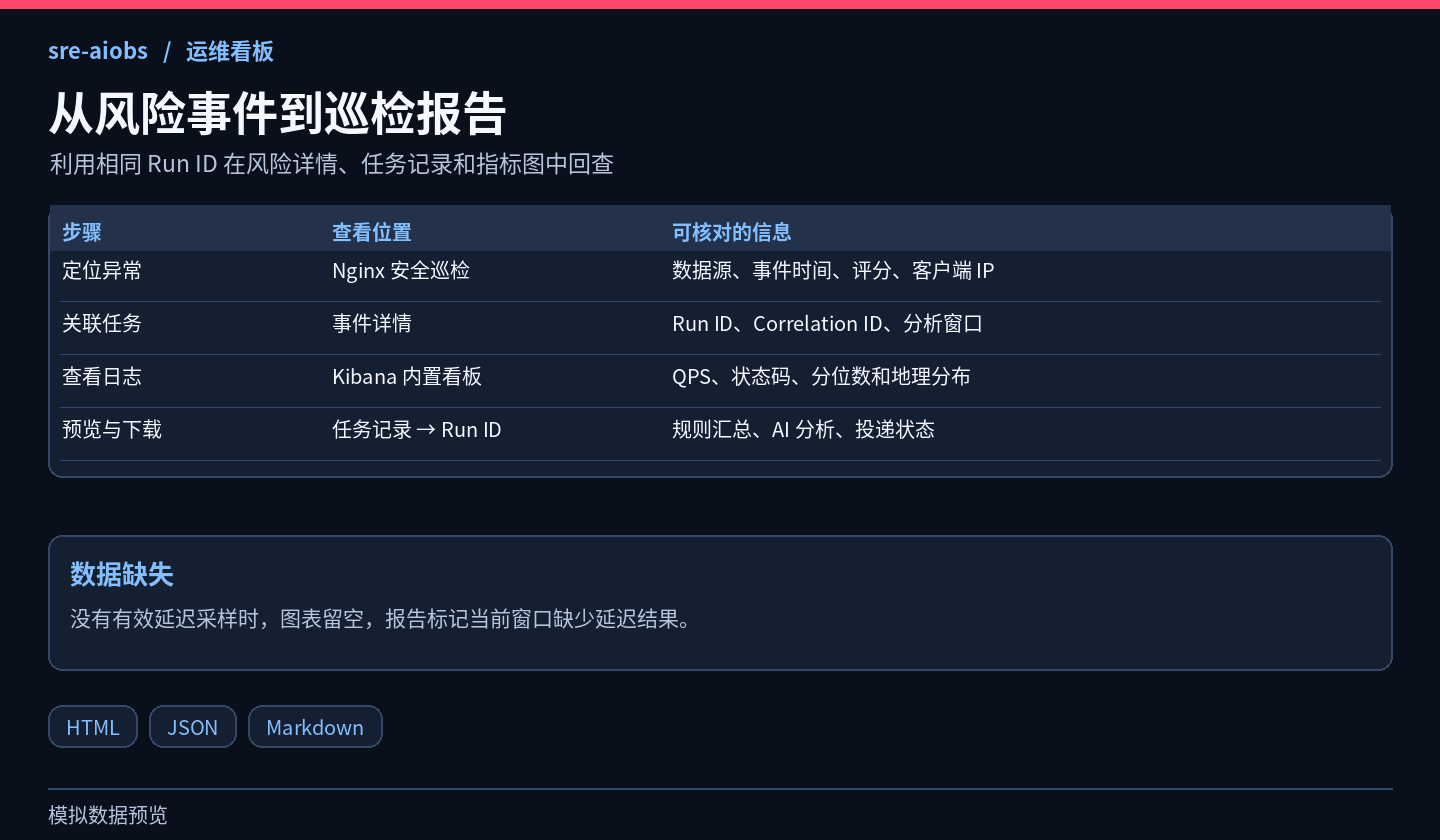 sre-aiobs / 运维看板
从风险事件到巡检报告
利用相同 Run ID 在风险详情、任务记录和指标图中回查
步骤 查看位置 可核对的信息
定位异常 Nginx 安全巡检 数据源、事件时间、评分、客户端 IP
关联任务 事件详情 Run ID、Correlation ID、分析窗口
查看日志 Kibana 内置看板 QPS、状态码、分位数和地理分布
预览与下载 任务记录 → Run ID 规则汇总、AI 分析、投递状态
数据缺失
没有有效延迟采样时，图表留空，报告标记当前窗口缺少延迟结果。
HTML JSON Markdown
模拟数据预览